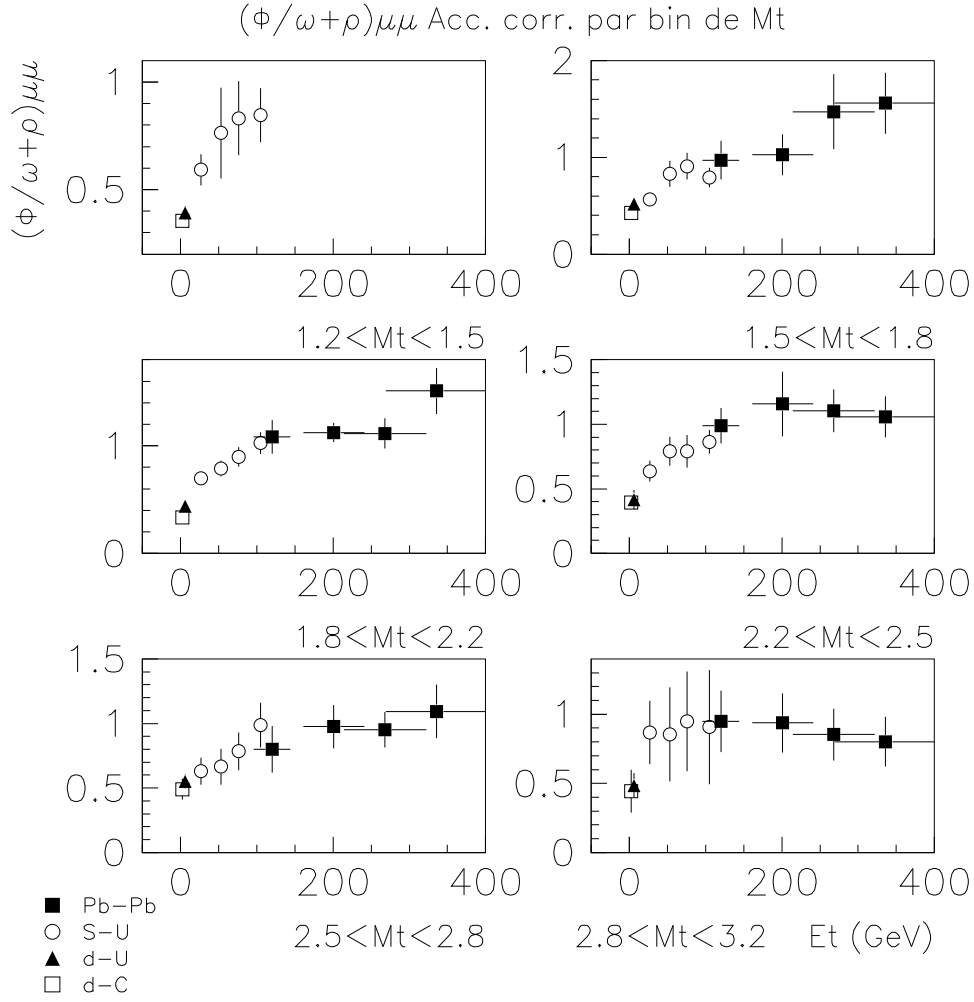 (Φ/ω+ρ)μμ Acc. corr. par bin de Mt
(Φ/ω+ρ)μμ
1
0.5
0 200 400
1.2<Mt<1.5
2
1
0
0 200 400
1.5<Mt<1.8
1
0
0 200 400
1.8<Mt<2.2
1.5
1
0.5
0
0 200 400
2.2<Mt<2.5
1.5
1
0.5
0
0 200 400
2.5<Mt<2.8
1
0.5
0
0 200 400
2.8<Mt<3.2 Et (GeV)
Pb−Pb
S−U
d−U
d−C